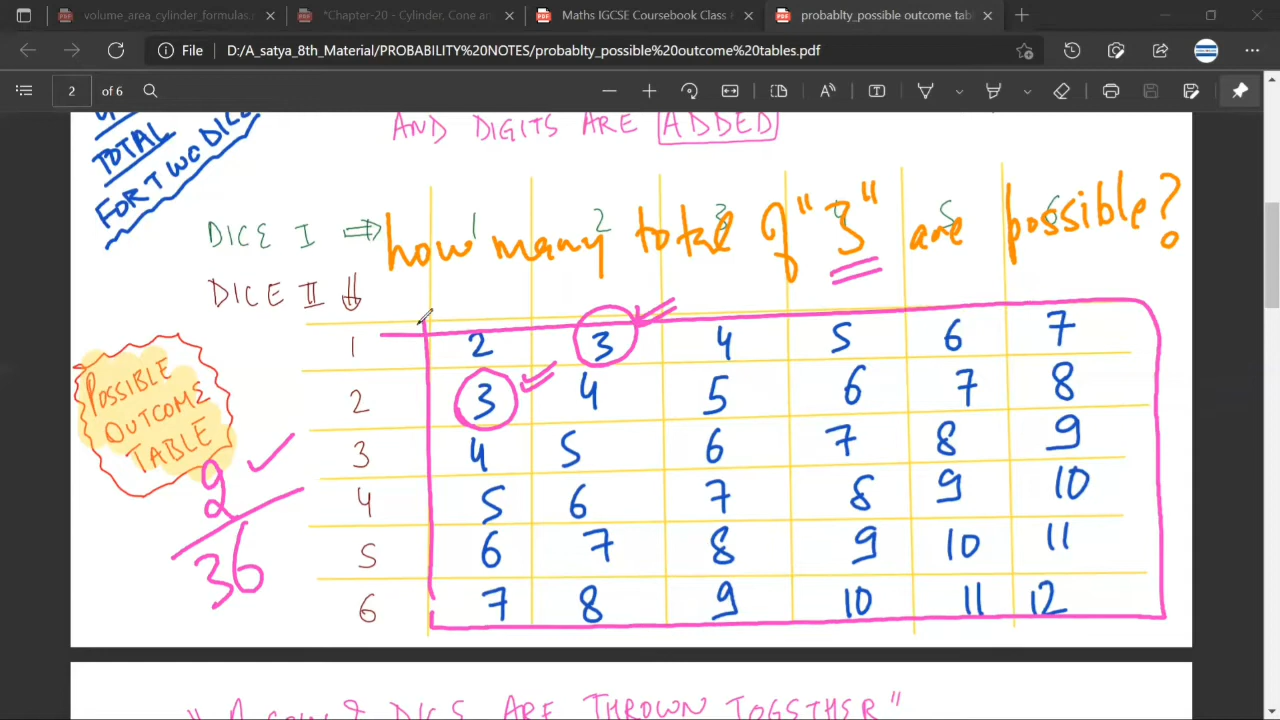 volume_area_cylinder_formulas.
*Chapter-20 - Cylinder, Cone an
Maths IGCSE Coursebook Class
probablty_possible outcome tab
File D:/A_satya_8th_Material/PROBABILITY%20NOTES/probablty_possible%20outcome%20tables.pdf
2 of 6
AND DIGITS ARE ADDED
TOTAL
FOR TWO DICE
DICE I ⇒ 1 2 3 5 6
how many total of "3" are possible?
DICE II ⇓
1 2 3 4 5 6 7
2 3 4 5 6 7 8
3 4 5 6 7 8 9
4 5 6 7 8 9 10
5 6 7 8 9 10 11
6 7 8 9 10 11 12
POSSIBLE
OUTCOME
TABLE
2 ✓
36
DICES ARE THROWN TOGETHER"